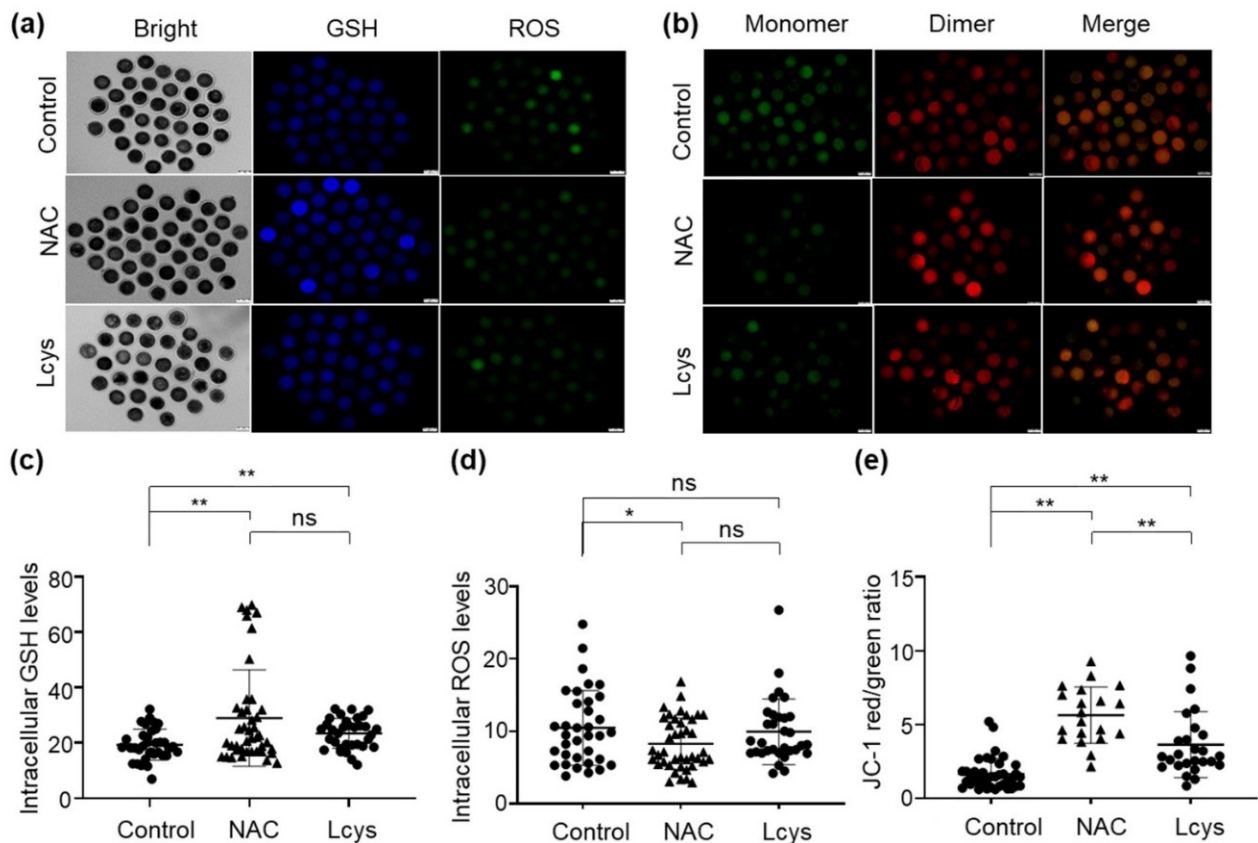 (a)
Bright GSH ROS
Control
NAC
Lcys
(b)
Monomer Dimer Merge
Control
NAC
Lcys
(c)
**
**
ns
Intracellular GSH levels
80
60
40
20
0
Control NAC Lcys
(d)
ns
*
ns
Intracellular ROS levels
30
20
10
0
Control NAC Lcys
(e)
**
**
**
JC-1 red/green ratio
15
10
5
0
Control NAC Lcys